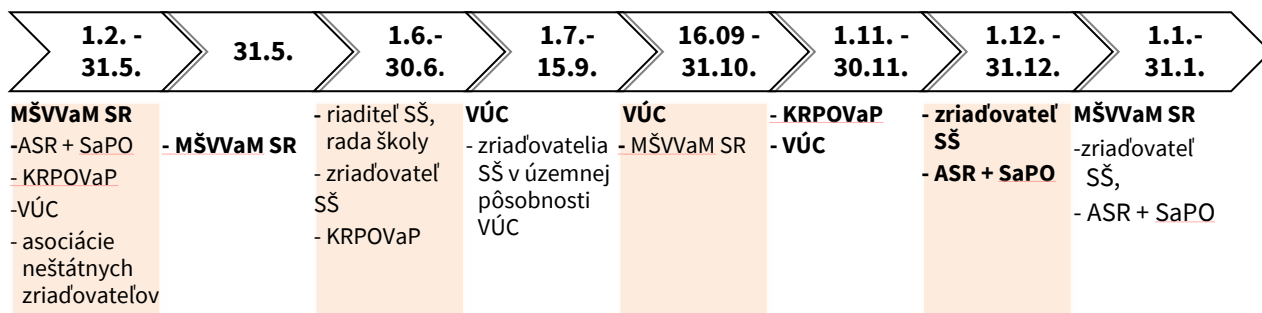 1.2. -
31.5.
31.5.
1.6.-
30.6.
1.7.-
15.9.
16.09 -
31.10.
1.11. -
30.11.
1.12. -
31.12.
1.1.-
31.1.
MŠVVaM SR
-ASR + SaPO
- KRPOVaP
-VÚC
- asociácie
neštátnych
zriaďovateľov
- MŠVVaM SR
- riaditeľ SŠ,
rada školy
- zriaďovateľ
SŠ
- KRPOVaP
VÚC
- zriaďovatelia
SŠ v územnej
pôsobnosti
VÚC
VÚC
- MŠVVaM SR
- KRPOVaP
- VÚC
- zriaďovateľ
SŠ
- ASR + SaPO
MŠVVaM SR
-zriaďovateľ
SŠ,
- ASR + SaPO